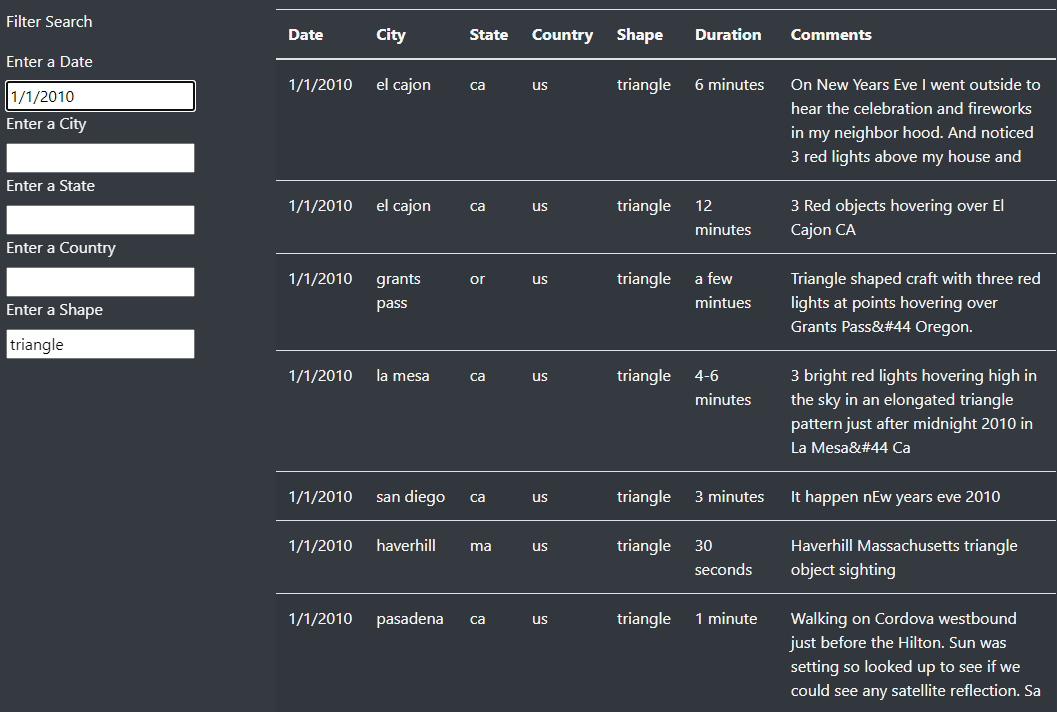 Filter Search
Enter a Date
1/1/2010
Enter a City
Enter a State
Enter a Country
Enter a Shape
triangle
Date City State Country Shape Duration Comments
1/1/2010 el cajon ca us triangle 6 minutes On New Years Eve I went outside to
hear the celebration and fireworks
in my neighbor hood. And noticed
3 red lights above my house and
1/1/2010 el cajon ca us triangle 12 3 Red objects hovering over El
minutes Cajon CA
1/1/2010 grants or us triangle a few Triangle shaped craft with three red
pass mintues lights at points hovering over
Grants Pass&#44 Oregon.
1/1/2010 la mesa ca us triangle 4-6 3 bright red lights hovering high in
minutes the sky in an elongated triangle
pattern just after midnight 2010 in
La Mesa&#44 Ca
1/1/2010 san diego ca us triangle 3 minutes It happen nEw years eve 2010
1/1/2010 haverhill ma us triangle 30 Haverhill Massachusetts triangle
seconds object sighting
1/1/2010 pasadena ca us triangle 1 minute Walking on Cordova westbound
just before the Hilton. Sun was
setting so looked up to see if we
could see any satellite reflection. Sa